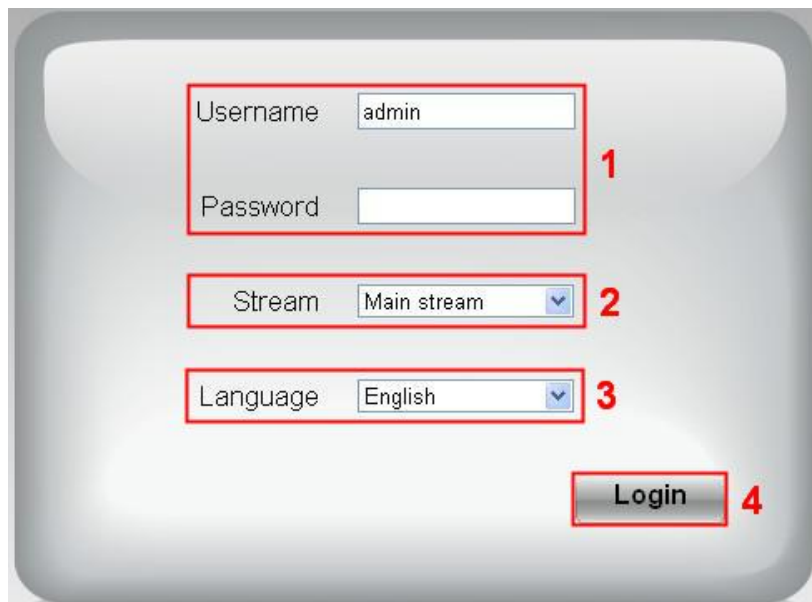 Username admin
1
Password
Stream Main stream 2
Language English 3
Login 4